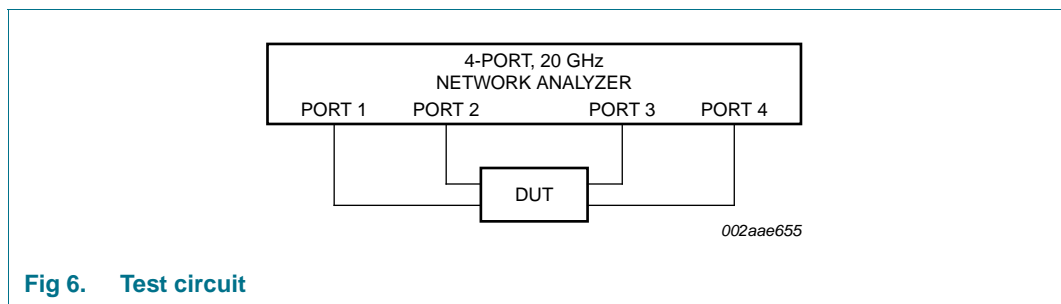 4-PORT, 20 GHz
NETWORK ANALYZER
PORT 1 PORT 2 PORT 3 PORT 4
DUT
002aae655
Fig 6. Test circuit